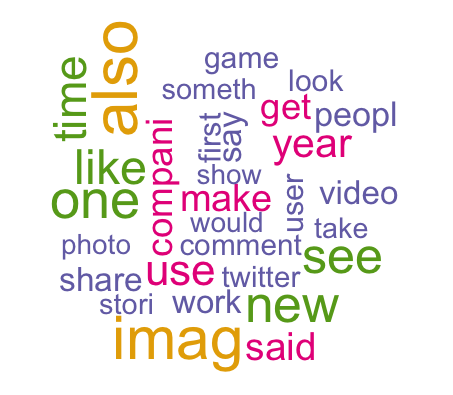 game
also
time
someth
look
get
peopl
first
say
year
like
compani
show
one
make
user
video
would
take
photo
comment
see
share
use
twitter
stori
work
new
imag
said